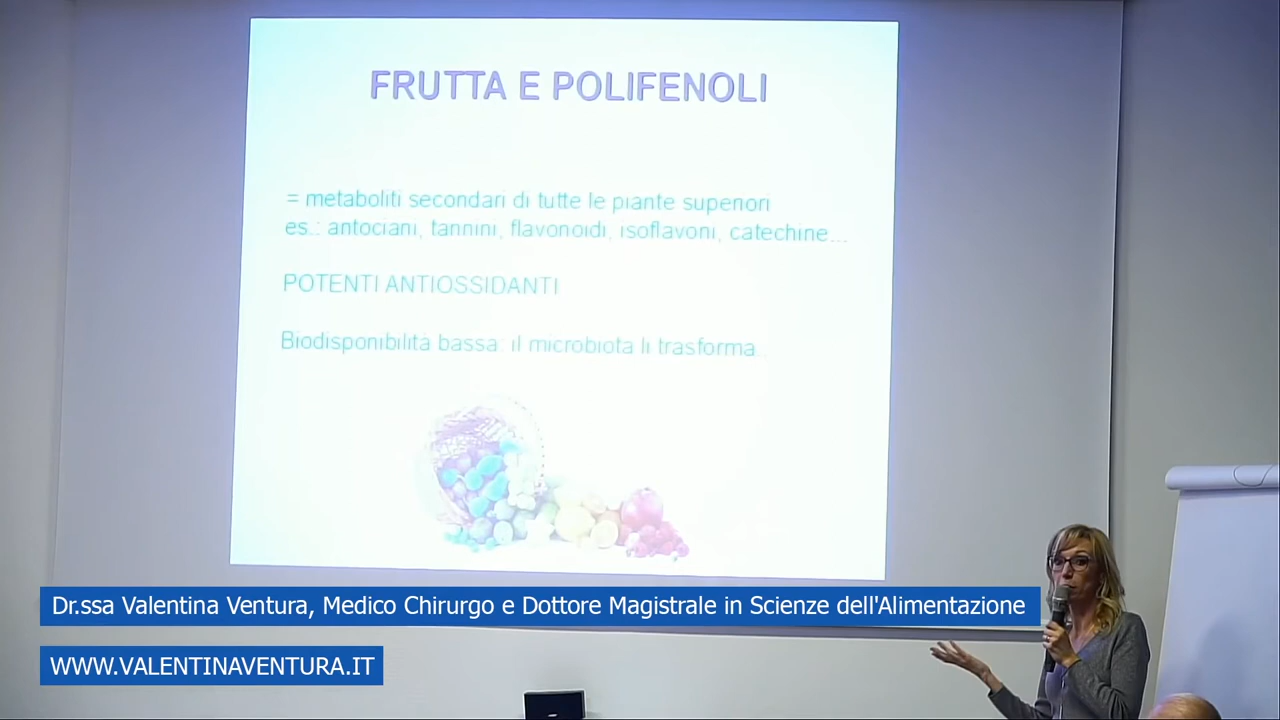 FRUTTA E POLIFENOLI
= metaboliti secondari di tutte le piante superiori
es.: antociani, tannini, flavonoidi, isoflavoni, catechine...
POTENTI ANTIOSSIDANTI
Biodisponibilità bassa: il microbiota li trasforma..
Dr.ssa Valentina Ventura, Medico Chirurgo e Dottore Magistrale in Scienze dell'Alimentazione
WWW.VALENTINAVENTURA.IT